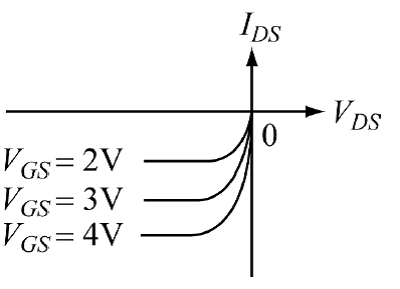 I_DS
V_DS
0
V_GS = 2V
V_GS = 3V
V_GS = 4V